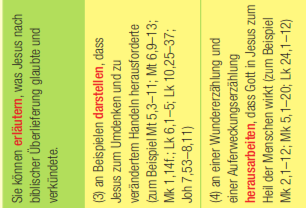 Sie können erläutern, was Jesus nach
biblischer Überlieferung glaubte und
verkündete.
(3) an Beispielen darstellen, dass
Jesus zum Umdenken und zu
verändertem Handeln herausforderte
(zum Beispiel Mt 5,3–11; Mt 6,9–13;
Mk 1,14f.; Lk 6,1–5; Lk 10,25–37;
Joh 7,53–8,11)
(4) an einer Wundererzählung und
einer Auferweckungserzählung
herausarbeiten, dass Gott in Jesus zum
Heil der Menschen wirkt (zum Beispiel
Mk 2,1–12; Mk 5,1–20; Lk 24,1–12)